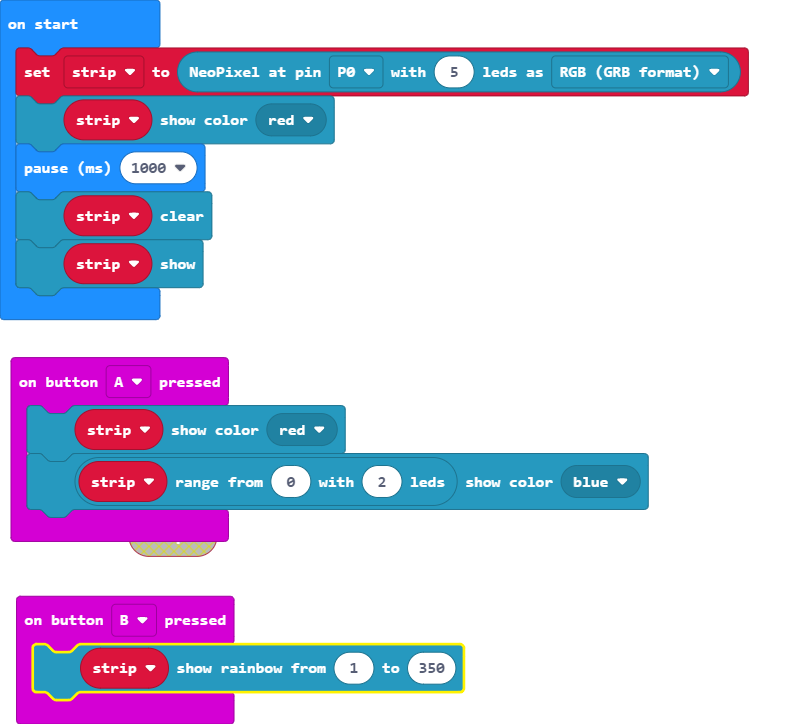 on start
set strip to NeoPixel at pin P0 with 5 leds as RGB (GRB format)
strip show color red
pause (ms) 1000
strip clear
strip show
on button A pressed
strip show color red
strip range from 0 with 2 leds show color blue
on button B pressed
strip show rainbow from 1 to 350